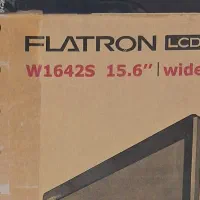 FLATRON LCD
W1642S 15.6" | wide